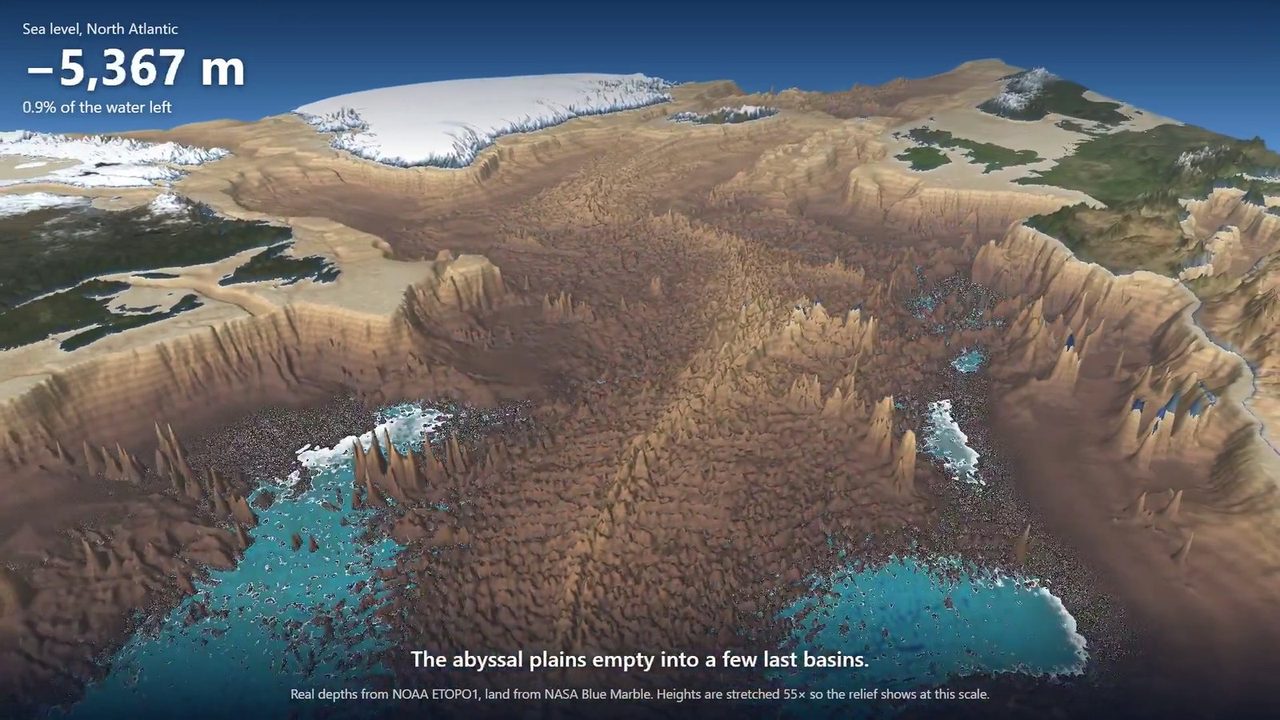 Sea level, North Atlantic
−5,367 m
0.9% of the water left
The abyssal plains empty into a few last basins.
Real depths from NOAA ETOPO1, land from NASA Blue Marble. Heights are stretched 55× so the relief shows at this scale.